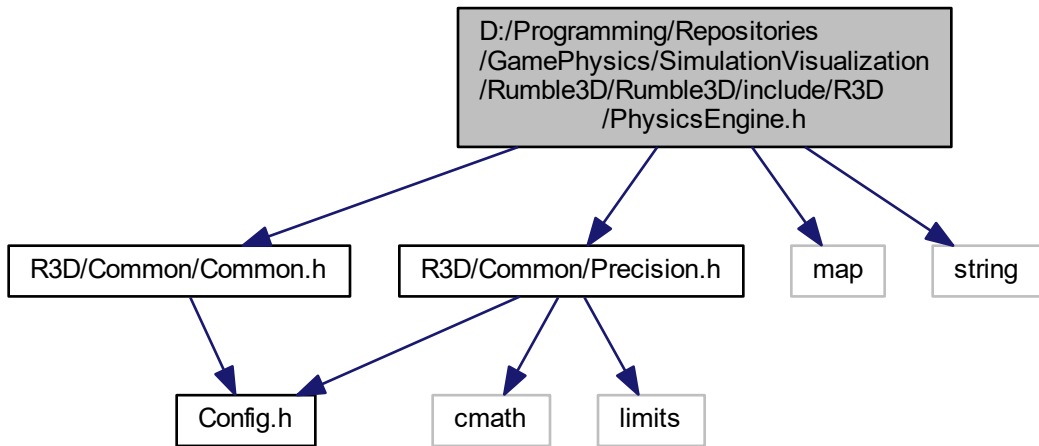 D:/Programming/Repositories
/GamePhysics/SimulationVisualization
/Rumble3D/Rumble3D/include/R3D
/PhysicsEngine.h
R3D/Common/Common.h
R3D/Common/Precision.h
map
string
Config.h
cmath
limits